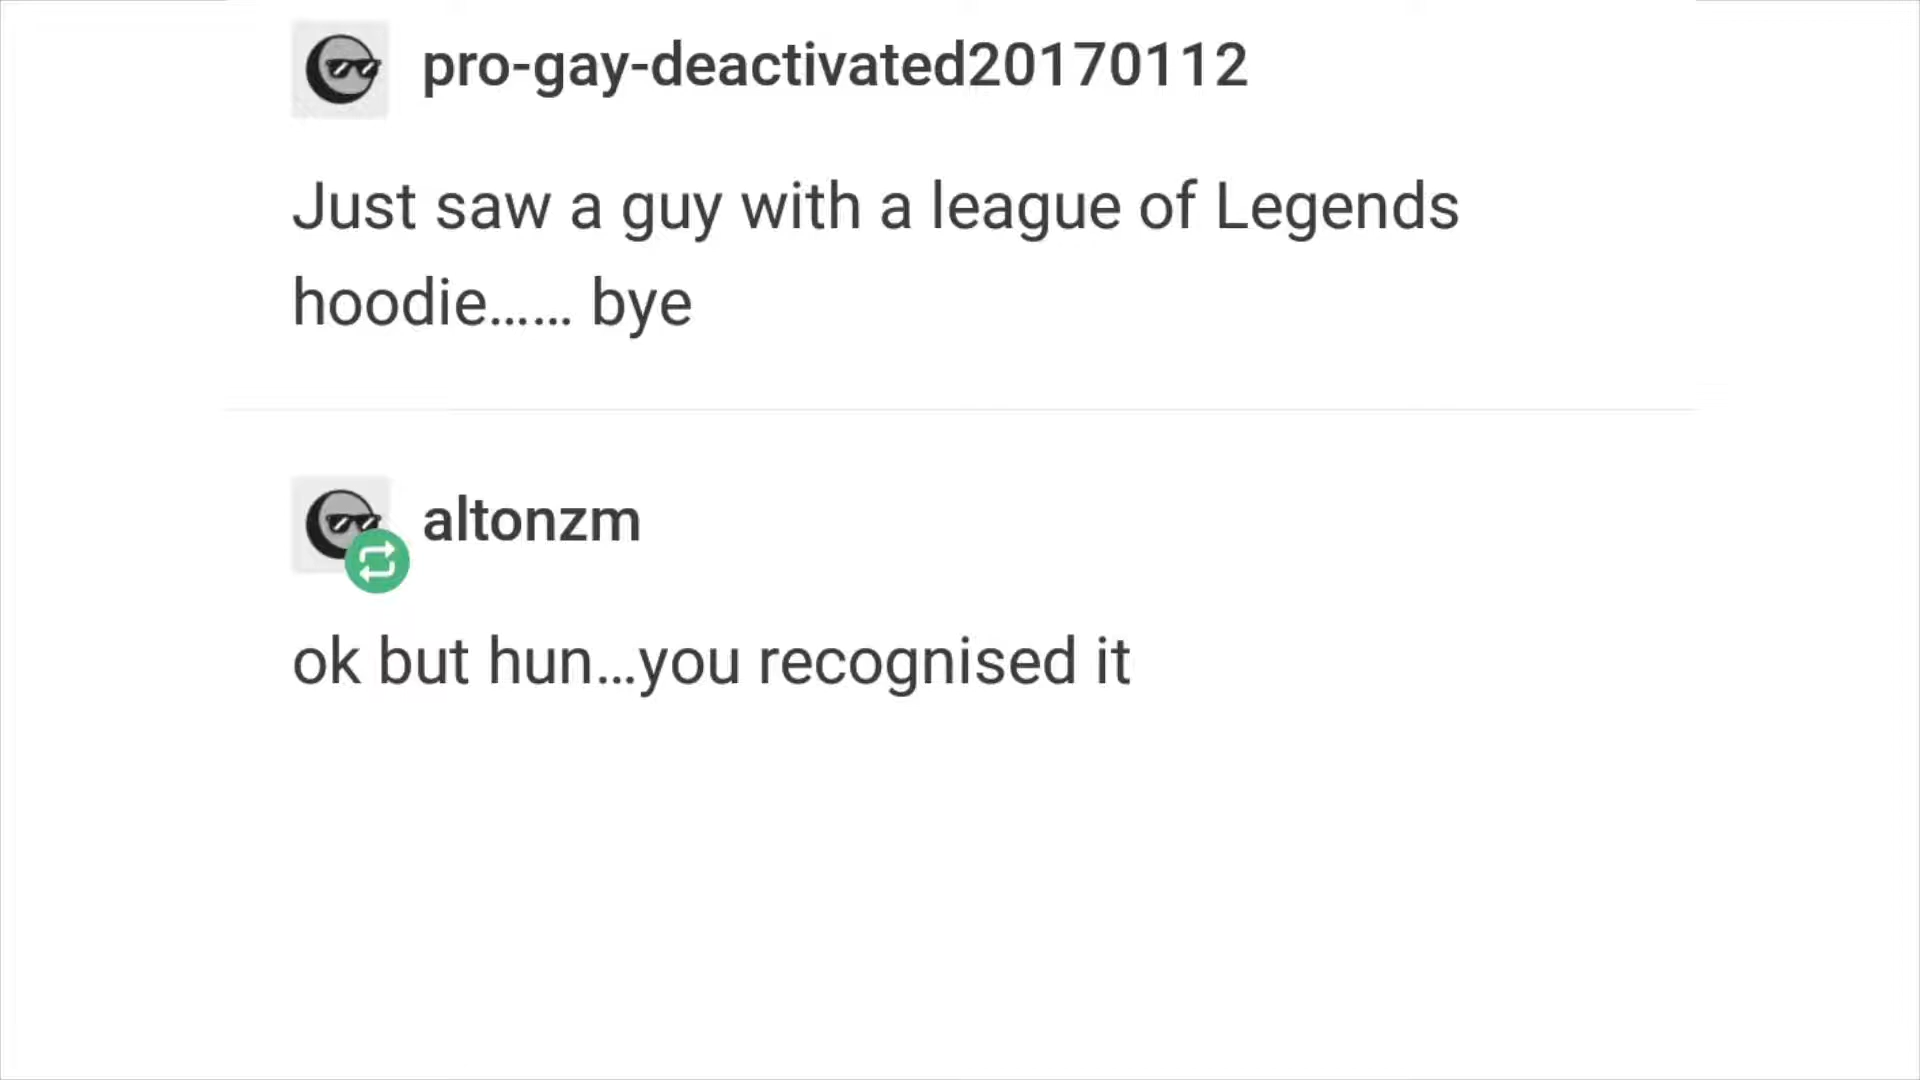 pro-gay-deactivated20170112
Just saw a guy with a league of Legends
hoodie...... bye
altonzm
ok but hun...you recognised it